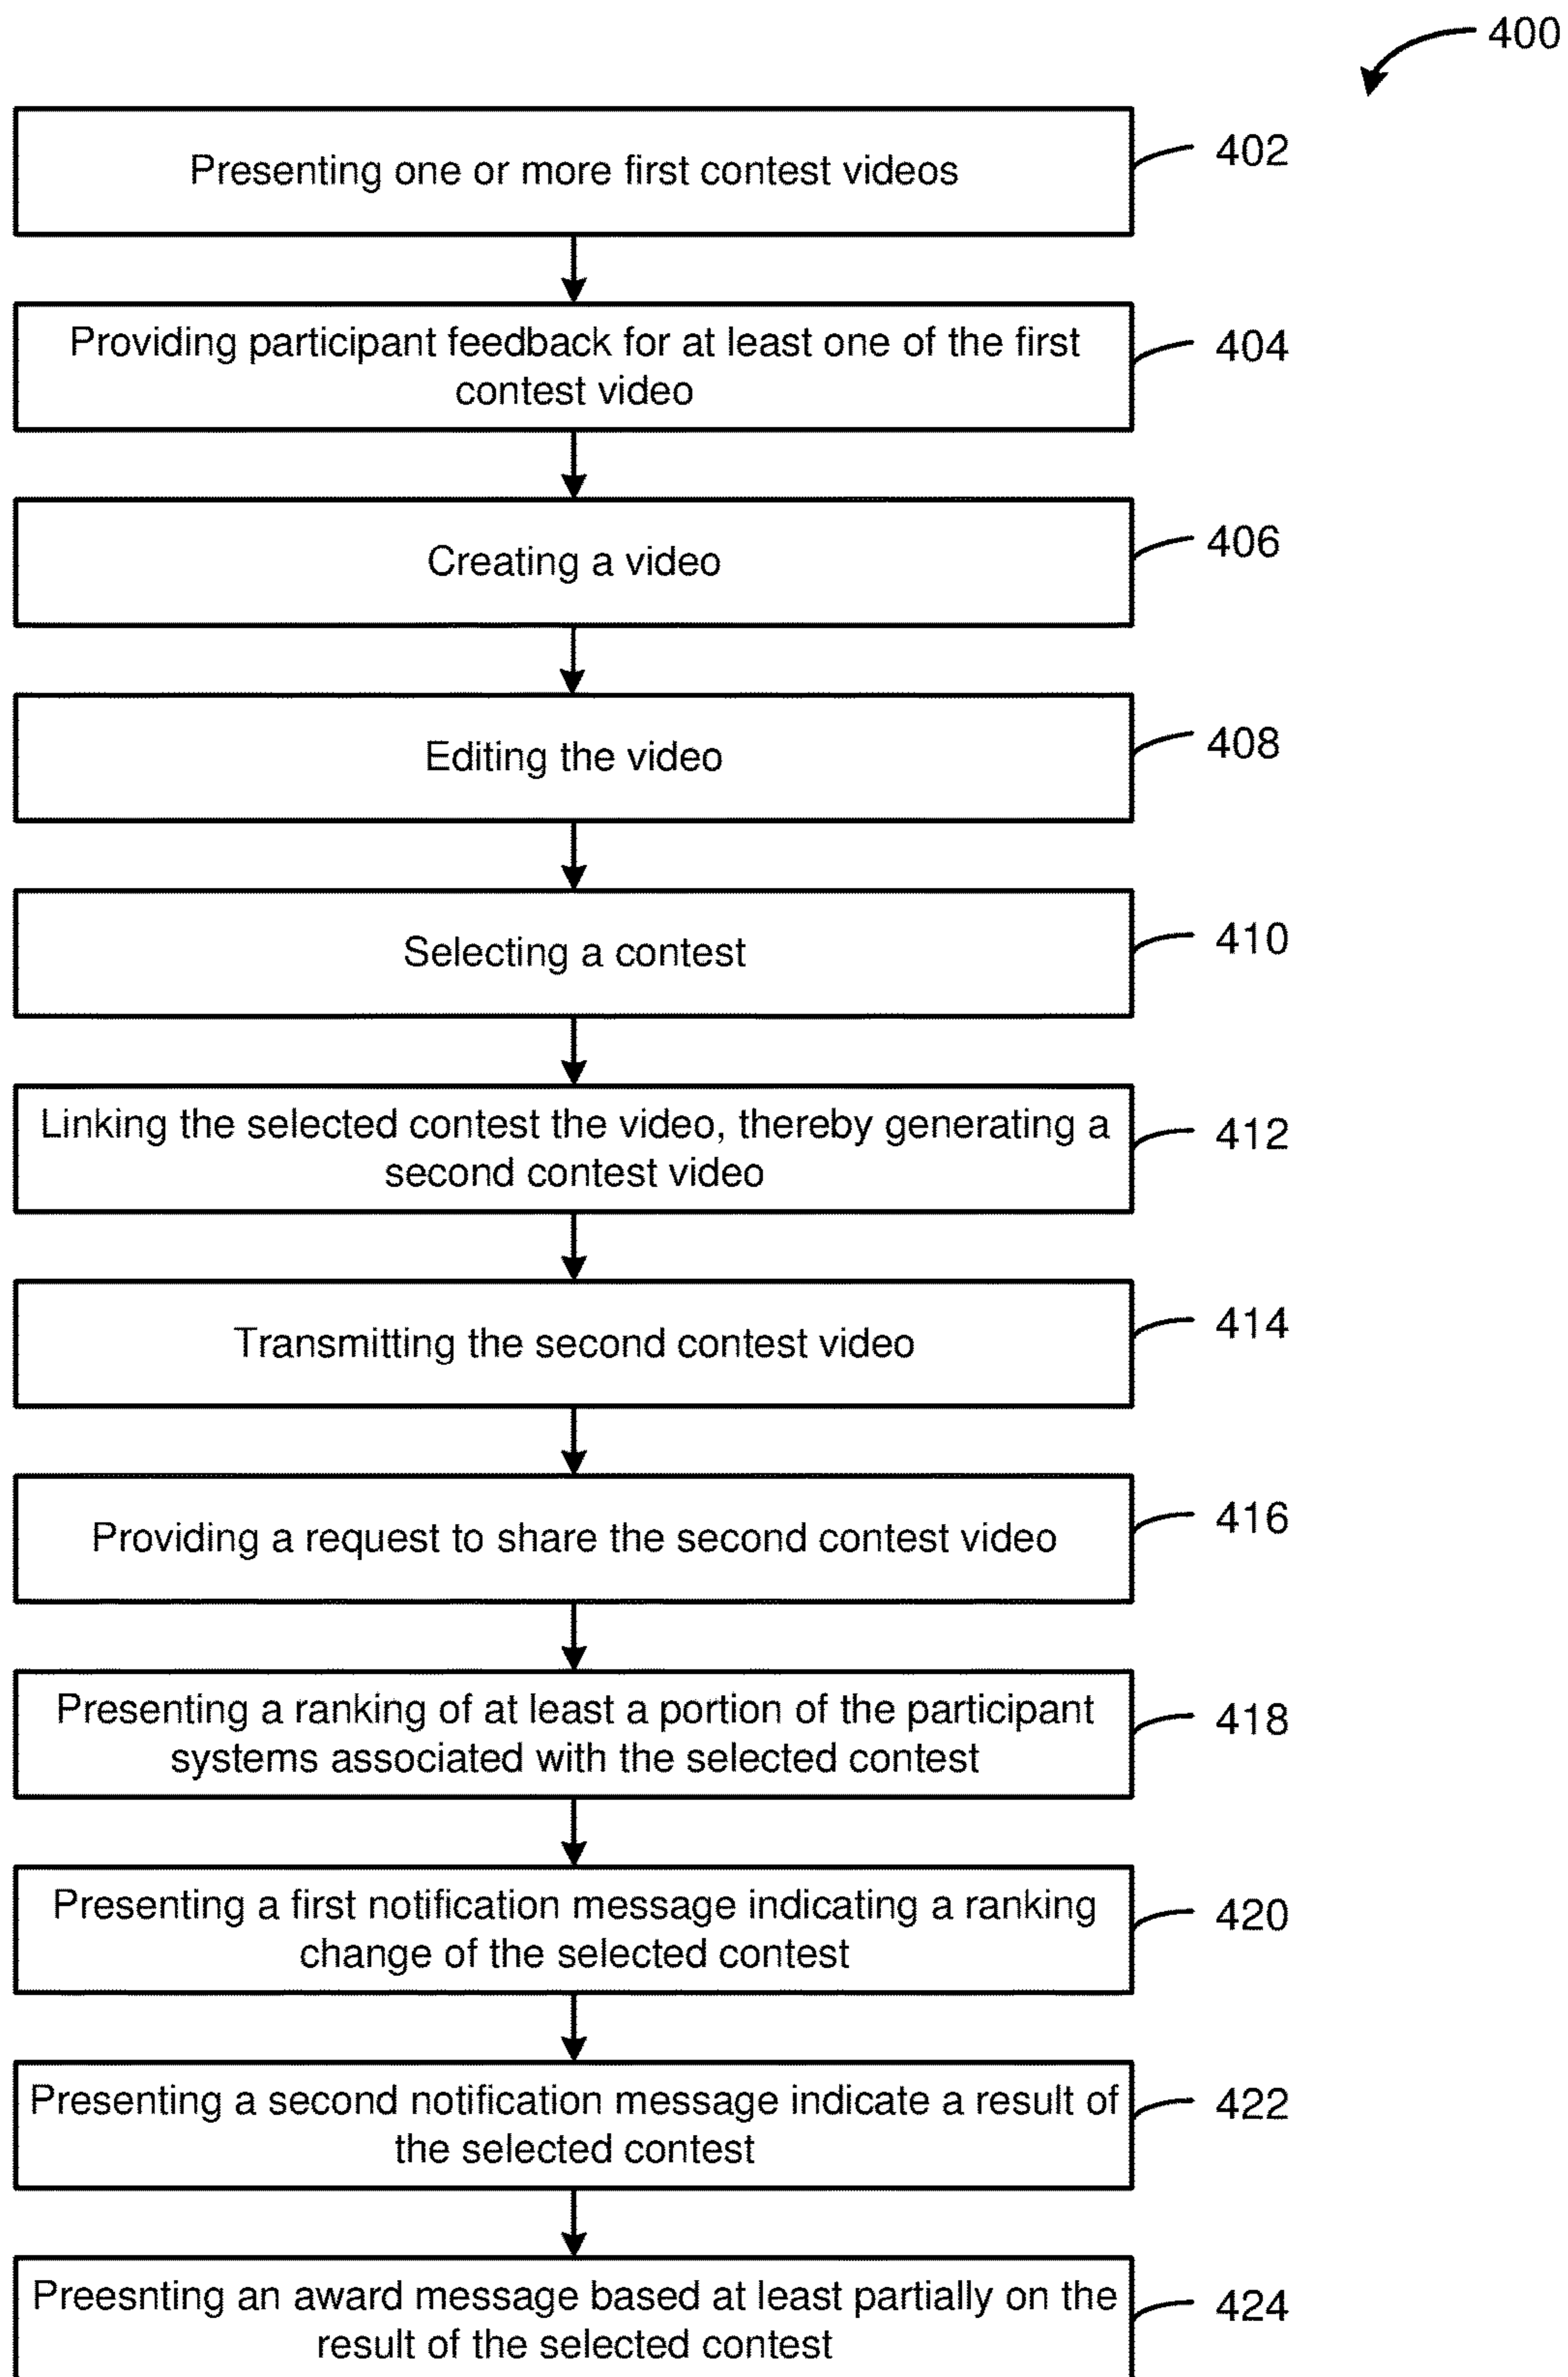 400
Presenting one or more first contest videos
402
Providing participant feedback for at least one of the first
contest video
404
Creating a video
406
Editing the video
408
Selecting a contest
410
Linking the selected contest the video, thereby generating a
second contest video
412
Transmitting the second contest video
414
Providing a request to share the second contest video
416
Presenting a ranking of at least a portion of the participant
systems associated with the selected contest
418
Presenting a first notification message indicating a ranking
change of the selected contest
420
Presenting a second notification message indicate a result of
the selected contest
422
Preesnting an award message based at least partially on the
result of the selected contest
424